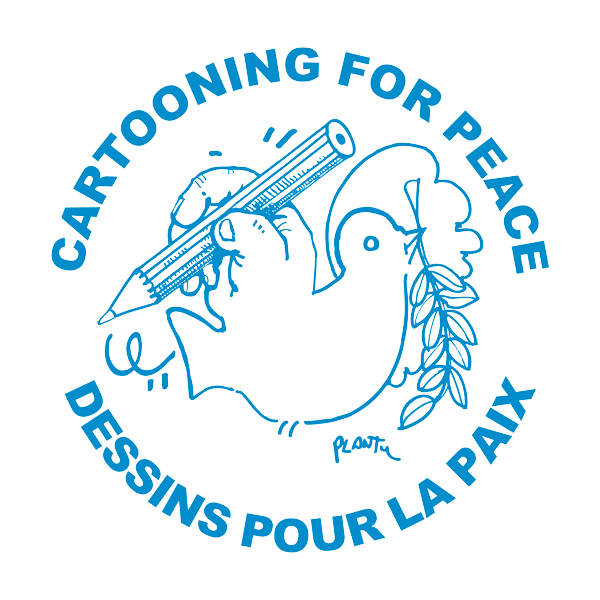 CARTOONING FOR PEACE
PLANTU
DESSINS POUR LA PAIX